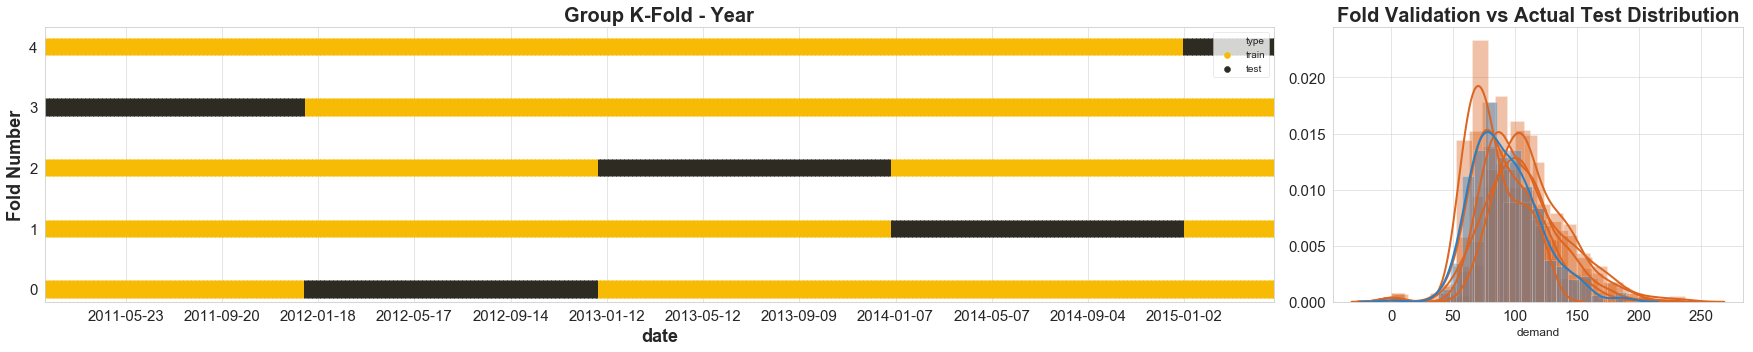 Group K-Fold - Year
Fold Number
4
3
2
1
0
type
train
test
2011-05-23 2011-09-20 2012-01-18 2012-05-17 2012-09-14 2013-01-12 2013-05-12 2013-09-09 2014-01-07 2014-05-07 2014-09-04 2015-01-02
date
Fold Validation vs Actual Test Distribution
0.020
0.015
0.010
0.005
0.000
0 50 100 150 200 250
demand